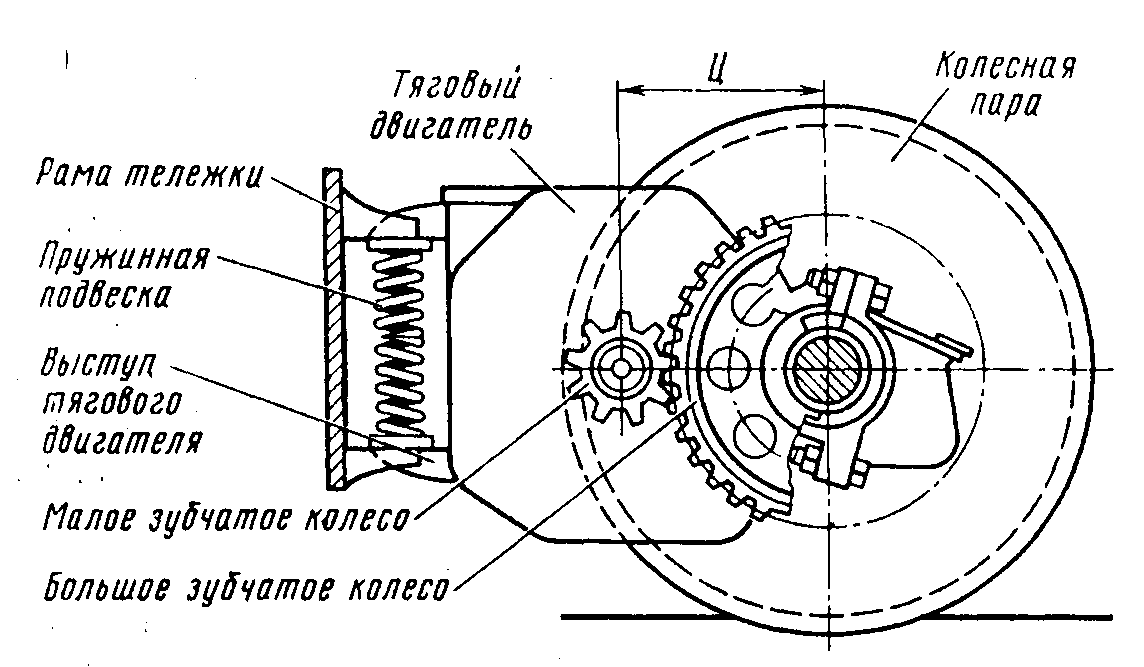 Ц
Колесная
пара
Тяговый
двигатель
Рама тележки
Пружинная
подвеска
Выступ
тягового
двигателя
Малое зубчатое колесо
Большое зубчатое колесо